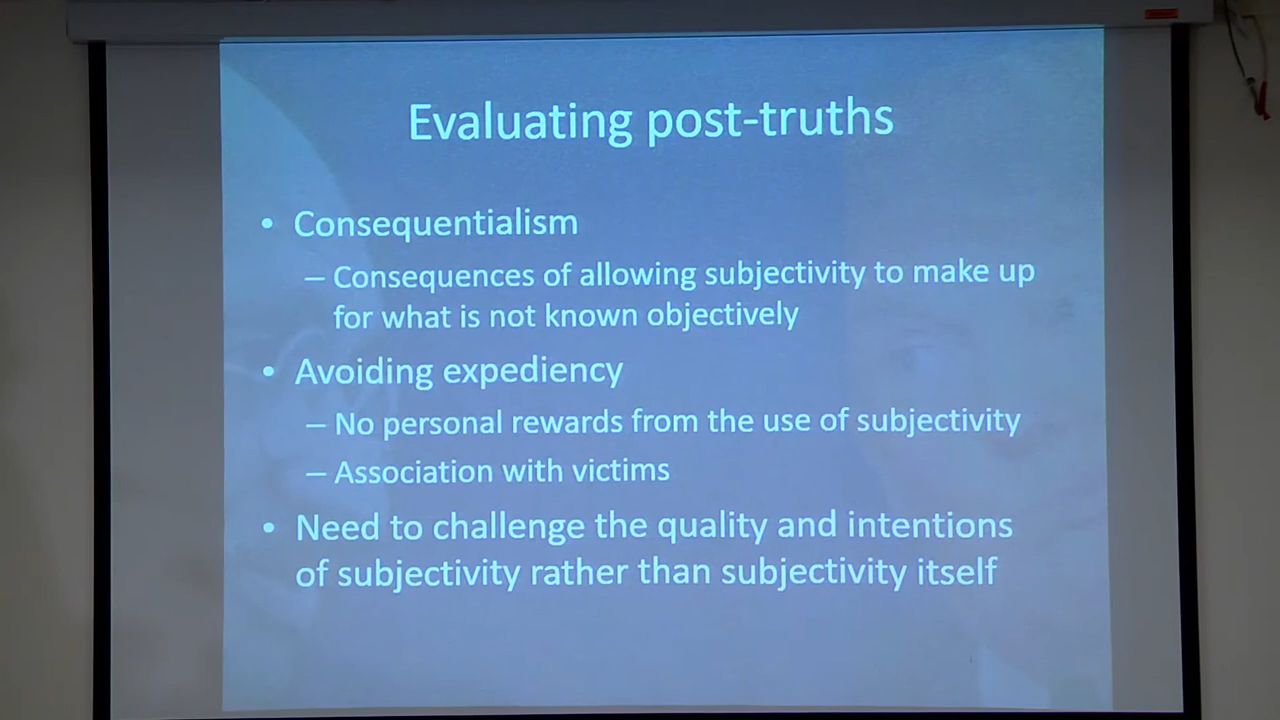 Evaluating post-truths
• Consequentialism
– Consequences of allowing subjectivity to make up
for what is not known objectively
• Avoiding expediency
– No personal rewards from the use of subjectivity
– Association with victims
• Need to challenge the quality and intentions
of subjectivity rather than subjectivity itself